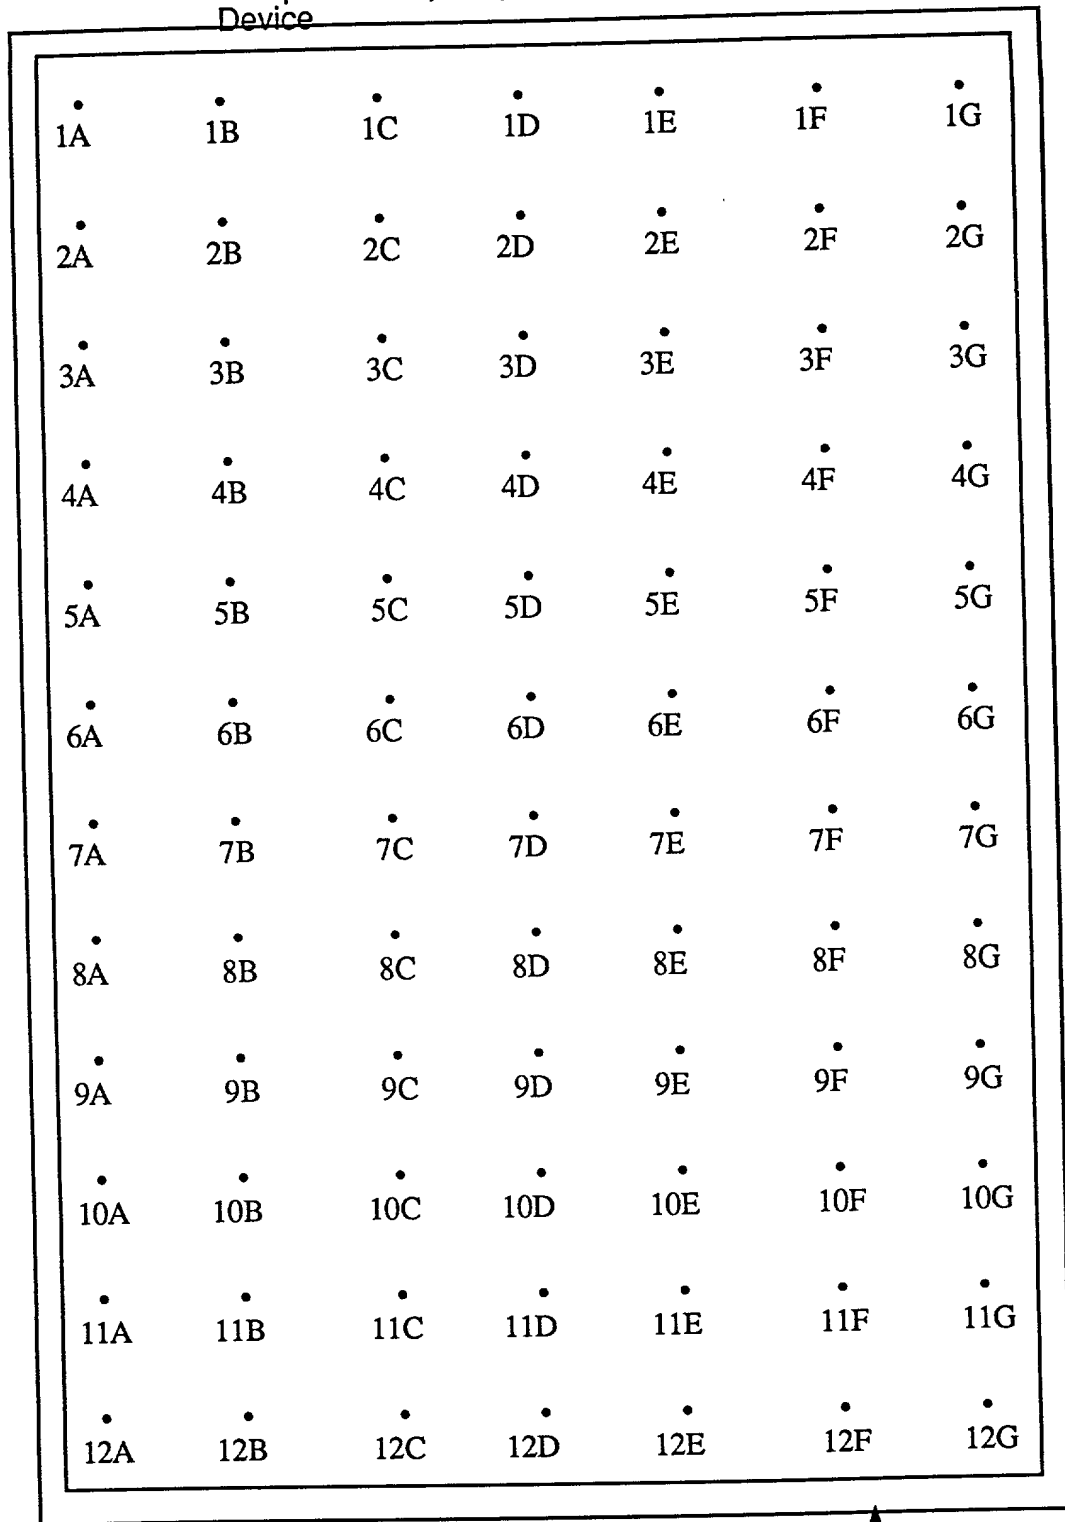 Device
1A 1B 1C 1D 1E 1F 1G
2A 2B 2C 2D 2E 2F 2G
3A 3B 3C 3D 3E 3F 3G
4A 4B 4C 4D 4E 4F 4G
5A 5B 5C 5D 5E 5F 5G
6A 6B 6C 6D 6E 6F 6G
7A 7B 7C 7D 7E 7F 7G
8A 8B 8C 8D 8E 8F 8G
9A 9B 9C 9D 9E 9F 9G
10A 10B 10C 10D 10E 10F 10G
11A 11B 11C 11D 11E 11F 11G
12A 12B 12C 12D 12E 12F 12G